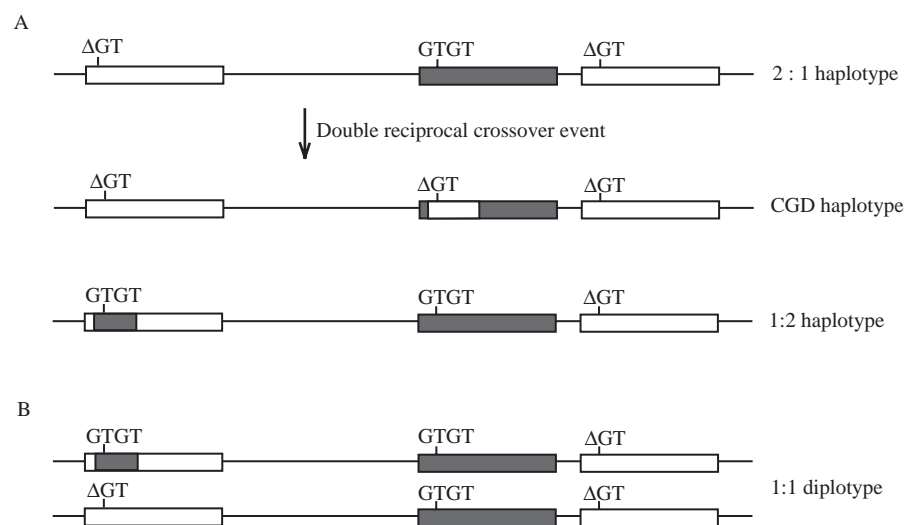 A
ΔGT GTGT ΔGT
2 : 1 haplotype
Double reciprocal crossover event
ΔGT ΔGT ΔGT
CGD haplotype
GTGT GTGT ΔGT
1:2 haplotype
B
GTGT GTGT ΔGT
1:1 diplotype
ΔGT GTGT ΔGT